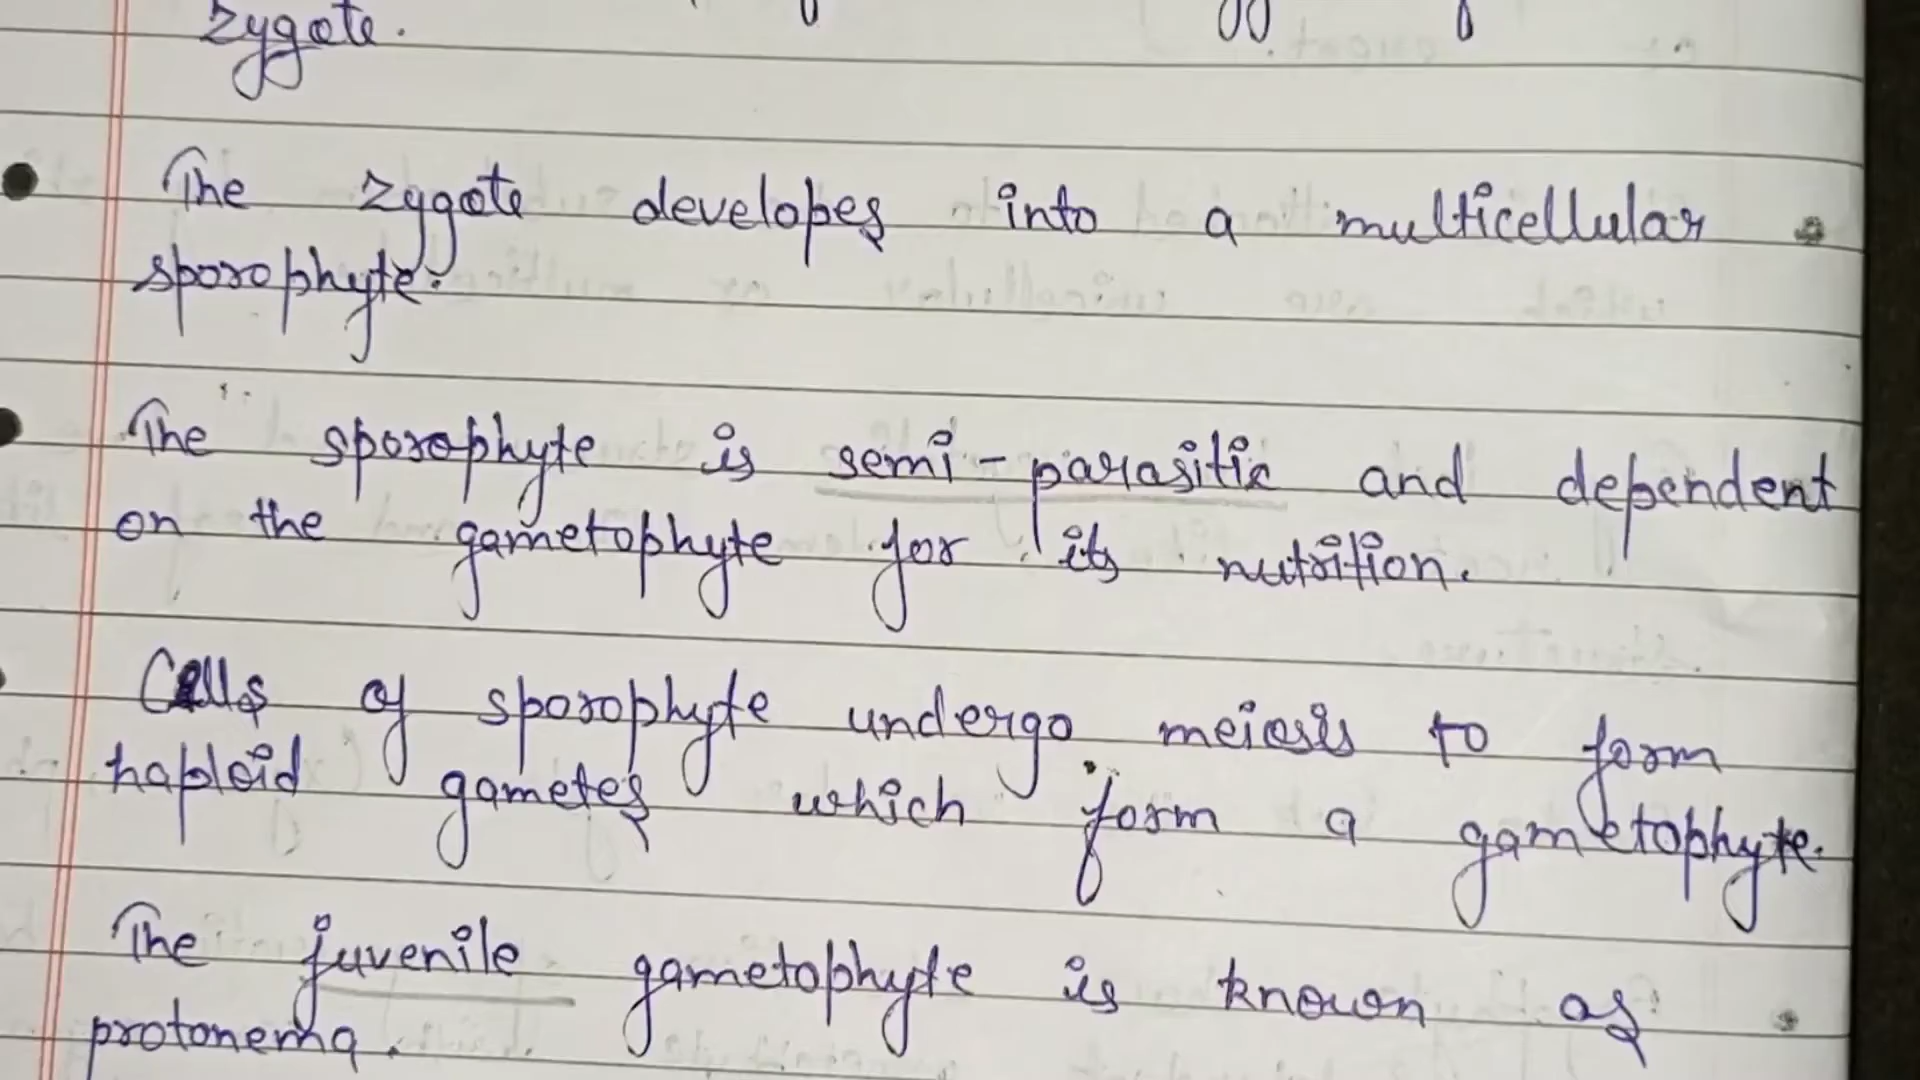 zygote.
The zygote developes into a multicellular
sporophyte.
The sporophyte is semi-parasitic and dependent
on the gametophyte for its nutrition.
Cells of sporophyte undergo meiosis to form
haploid gametes which form a gametophyte.
The juvenile gametophyte is known as
protonema.